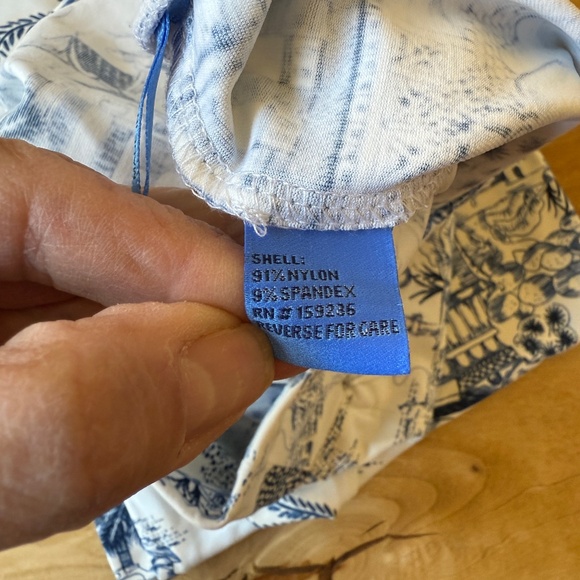 SHELL:
91% NYLON
9% SPANDEX
RN # 159236
REVERSE FOR CARE